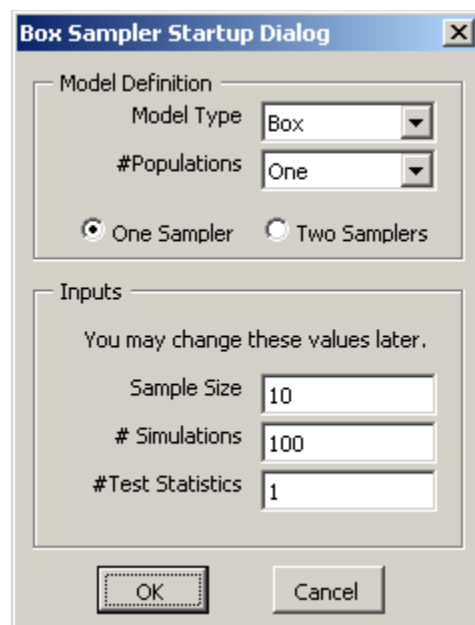 Box Sampler Startup Dialog
Model Definition
Model Type Box
#Populations One
One Sampler Two Samplers
Inputs
You may change these values later.
Sample Size 10
# Simulations 100
#Test Statistics 1
OK Cancel